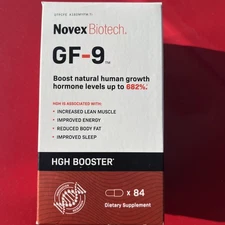 Novex Biotech.
GF-9™
Boost natural human growth
hormone levels up to 682%.*
HGH IS ASSOCIATED WITH:
• INCREASED LEAN MUSCLE
• IMPROVED ENERGY
• REDUCED BODY FAT
• IMPROVED SLEEP
HGH BOOSTER*
x 84
Dietary Supplement